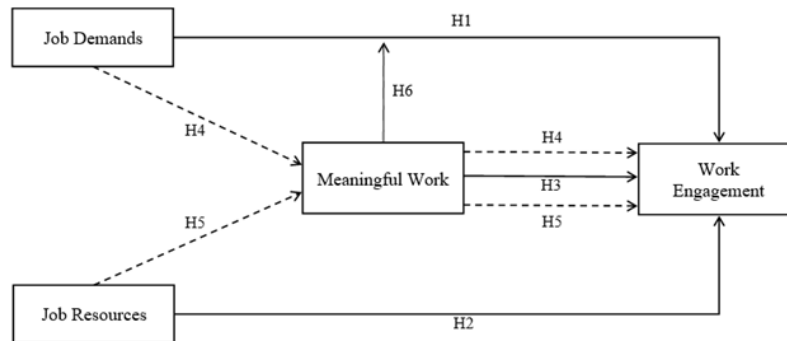 H1
Job Demands
H6
H4
H4
Meaningful Work
H3
Work
Engagement
H5
H5
Job Resources
H2